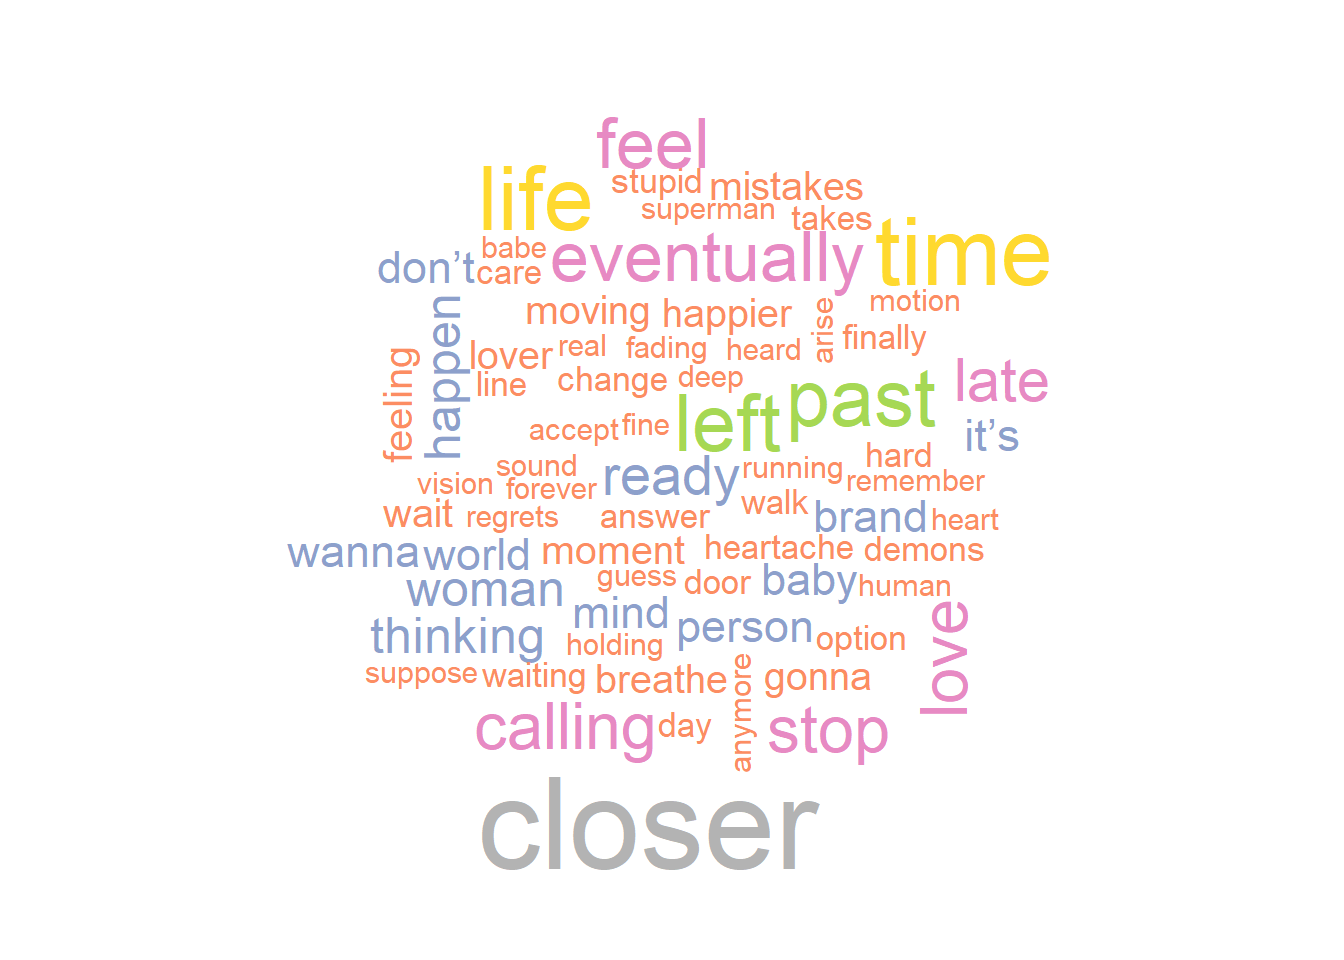 feel
life
stupid
mistakes
superman
takes
time
babe
eventually
don’t
care
motion
happen
moving
happier
arise
finally
feeling
lover
real
fading
heard
late
line
change
deep
left
past
accept
fine
it’s
sound
ready
running
hard
vision
forever
remember
wait
regrets
answer
walk
brand
heart
wanna
world
moment
heartache
demons
woman
guess
door
baby
human
thinking
mind
person
option
love
holding
suppose
waiting
breathe
anymore
gonna
calling
day
stop
closer